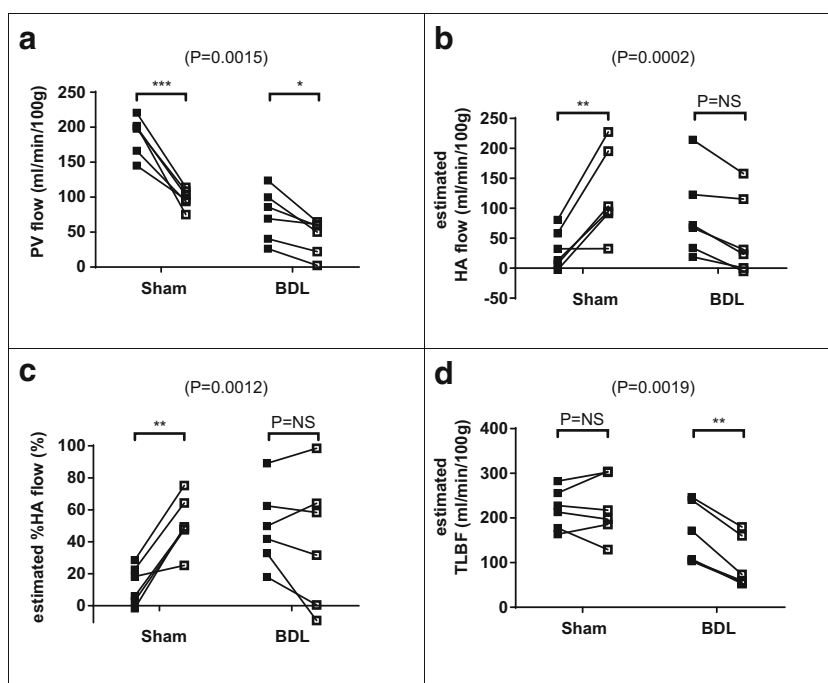 a
(P=0.0015)
***
*
250
200
150
100
50
0
PV flow (ml/min/100g)
Sham
BDL
b
(P=0.0002)
**
P=NS
250
200
150
100
50
0
-50
estimated
HA flow (ml/min/100g)
Sham
BDL
c
(P=0.0012)
**
P=NS
100
80
60
40
20
0
estimated %HA flow (%)
Sham
BDL
d
(P=0.0019)
P=NS
**
400
300
200
100
0
estimated
TLBF (ml/min/100g)
Sham
BDL